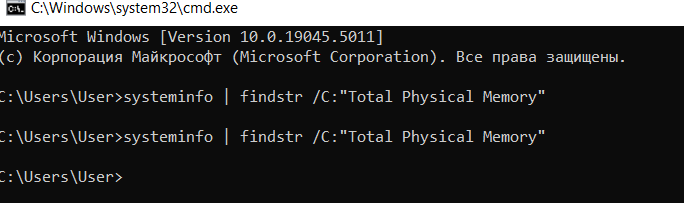 C:\Windows\system32\cmd.exe
Microsoft Windows [Version 10.0.19045.5011]
(c) Корпорация Майкрософт (Microsoft Corporation). Все права защищены.
C:\Users\User>systeminfo | findstr /C:"Total Physical Memory"
C:\Users\User>systeminfo | findstr /C:"Total Physical Memory"
C:\Users\User>